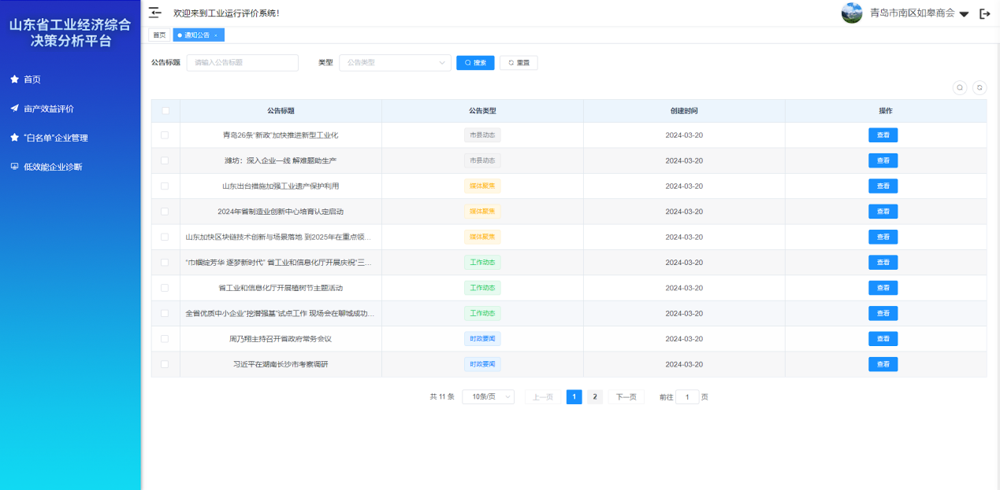 山东省工业经济综合
决策分析平台
首页
亩产效益评价
"白名单"企业管理
低效能企业诊断
欢迎来到工业运行评价系统!
青岛市南区如皋商会
首页
通知公告 ×
公告标题 请输入公告标题 类型 公告类型 搜索 重置
公告标题 公告类型 创建时间 操作
青岛26条"新政"加快推进新型工业化 市县动态 2024-03-20 查看
潍坊：深入企业一线 解难题助生产 市县动态 2024-03-20 查看
山东出台措施加强工业遗产保护利用 媒体聚焦 2024-03-20 查看
2024年省制造业创新中心培育认定启动 媒体聚焦 2024-03-20 查看
山东加快区块链技术创新与场景落地 到2025年在重点领... 媒体聚焦 2024-03-20 查看
"巾帼绽芳华 逐梦新时代" 省工业和信息化厅开展庆祝"三... 工作动态 2024-03-20 查看
省工业和信息化厅开展植树节主题活动 工作动态 2024-03-20 查看
全省优质中小企业"挖潜强基"试点工作 现场会在聊城成功... 工作动态 2024-03-20 查看
周乃翔主持召开省政府常务会议 时政要闻 2024-03-20 查看
习近平在湖南长沙市考察调研 时政要闻 2024-03-20 查看
共 11 条 10条/页 上一页 1 2 下一页 前往 1 页